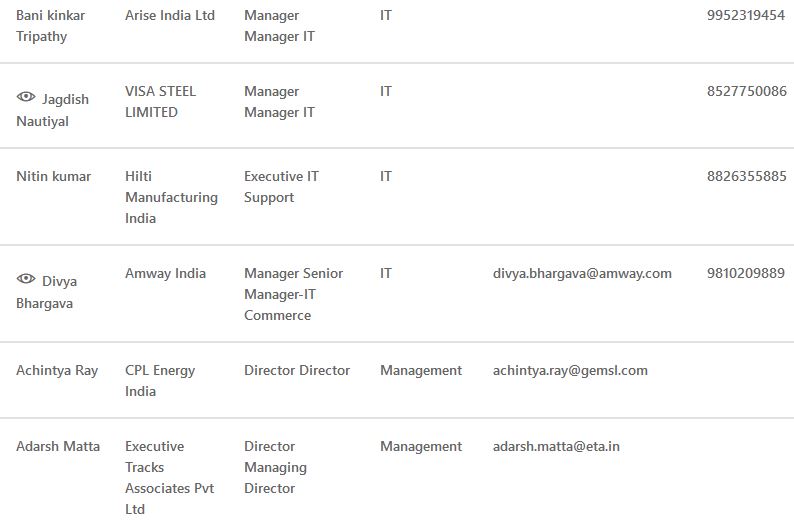 Bani kinkar Tripathy Arise India Ltd Manager Manager IT IT 9952319454
Jagdish Nautiyal VISA STEEL LIMITED Manager Manager IT IT 8527750086
Nitin kumar Hilti Manufacturing India Executive IT Support IT 8826355885
Divya Bhargava Amway India Manager Senior Manager-IT Commerce IT divya.bhargava@amway.com 9810209889
Achintya Ray CPL Energy India Director Director Management achintya.ray@gemsl.com
Adarsh Matta Executive Tracks Associates Pvt Ltd Director Managing Director Management adarsh.matta@eta.in